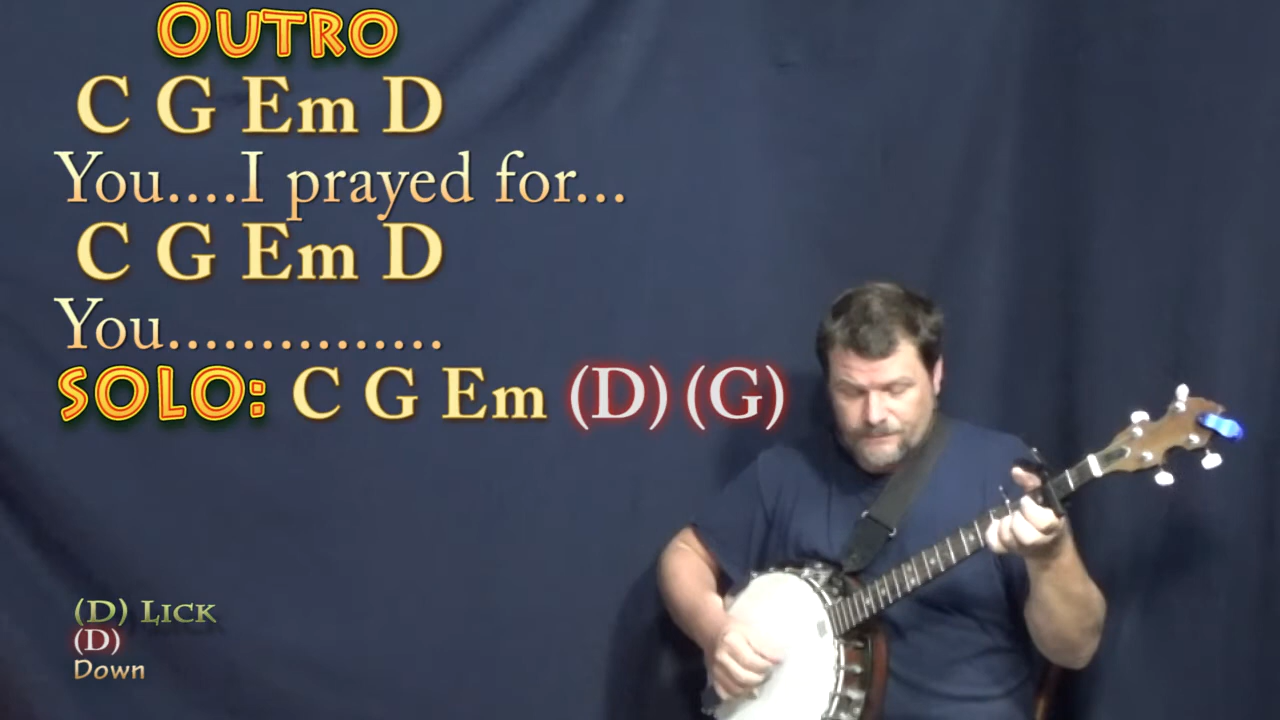 OUTRO
C G Em D
You....I prayed for...
C G Em D
You...............
SOLO: C G Em (D) (G)
(D) LICK
(D)
Down